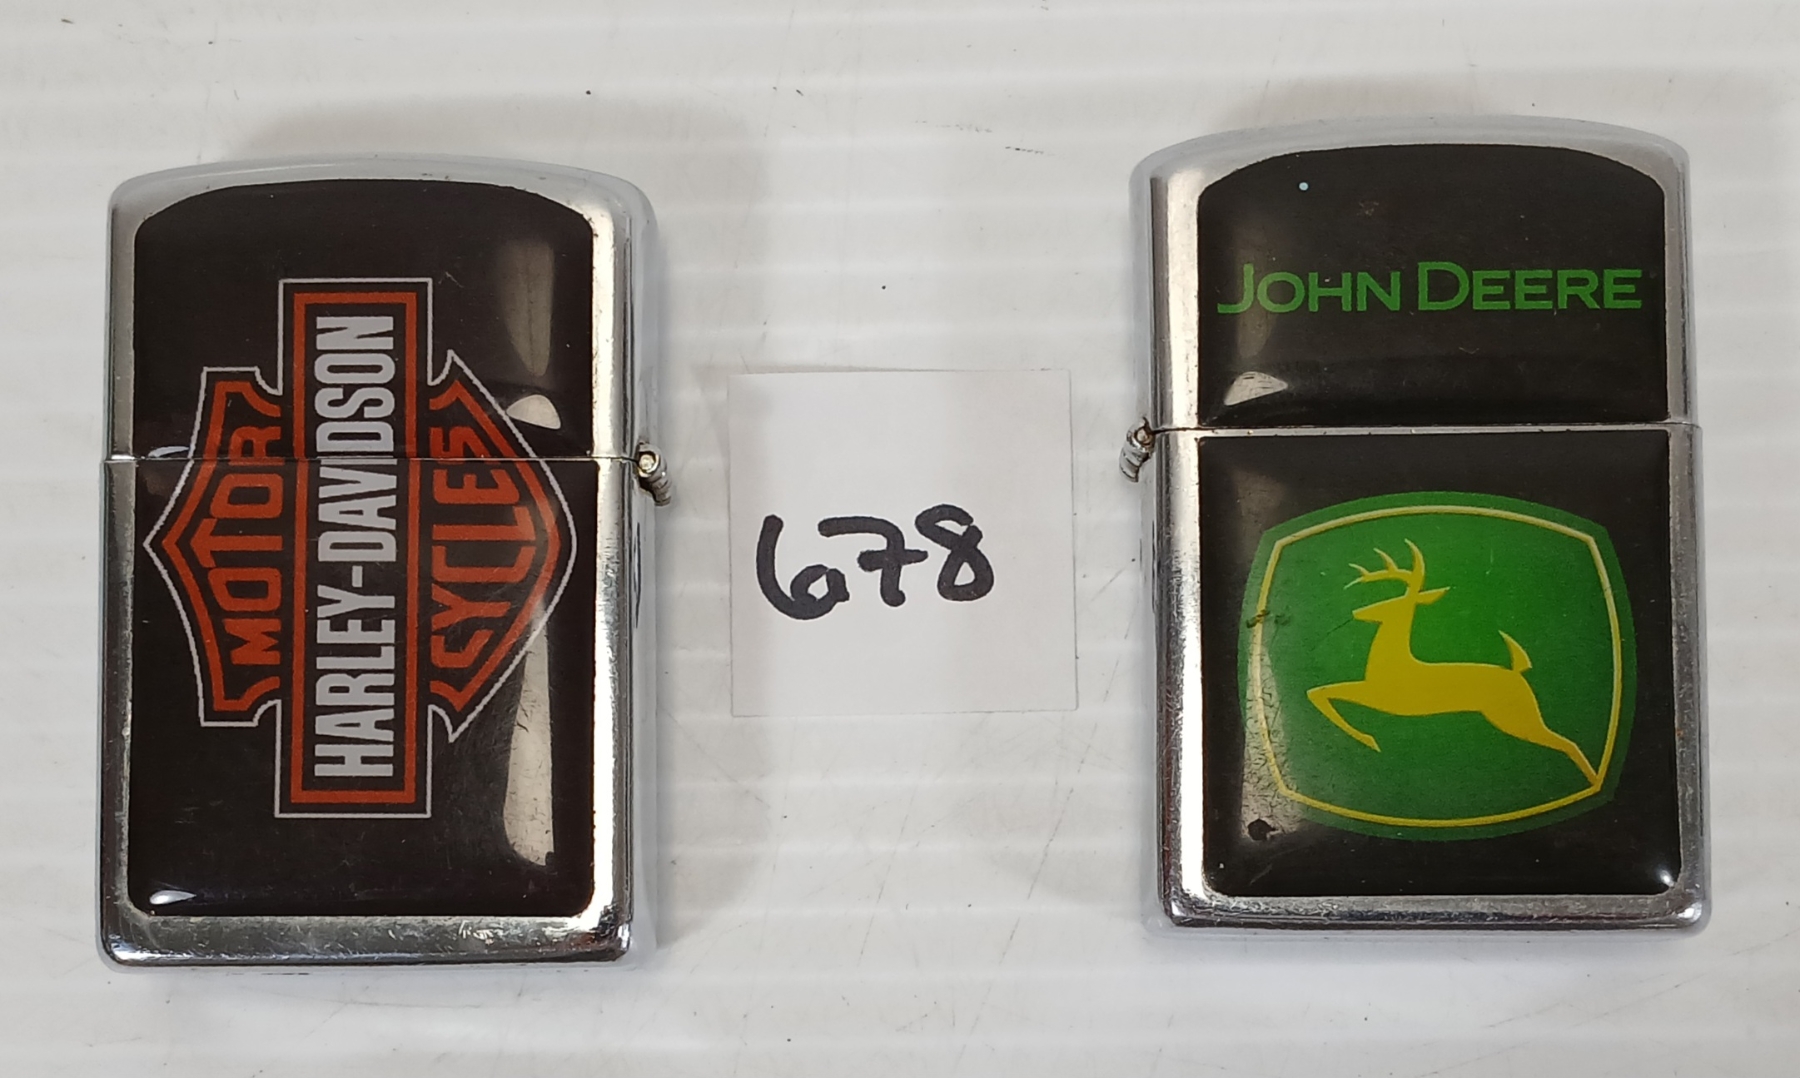 MOTOR
HARLEY-DAVIDSON
CYCLES
678
JOHN DEERE